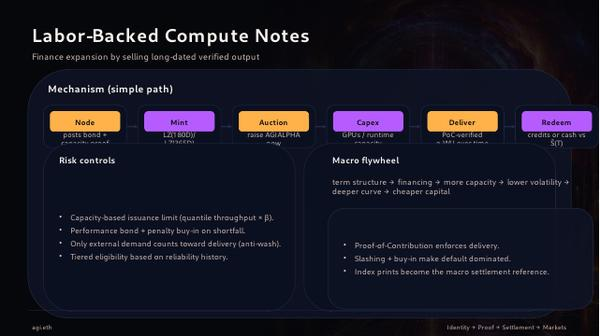 Labor-Backed Compute Notes
Finance expansion by selling long-dated verified output
Mechanism (simple path)
Node
Mint
Auction
Capex
Deliver
Redeem
posts bond +
LZ(180D)/
raise AGIALPHA
GPUs / runtime
PoC-verified
credits or cash vs
capacity proof
LZ(365D)
now
capacity
α-WU over time
S(T)
Risk controls
Capacity-based issuance limit (quantile throughput × β).
Performance bond + penalty buy-in on shortfall.
Only external demand counts toward delivery (anti-wash).
Tiered eligibility based on reliability history.
Macro flywheel
term structure → financing → more capacity → lower volatility →
deeper curve → cheaper capital
Proof-of-Contribution enforces delivery.
Slashing + buy-in make default dominated.
Index prints become the macro settlement reference.
agi.eth
Identity → Proof → Settlement → Markets